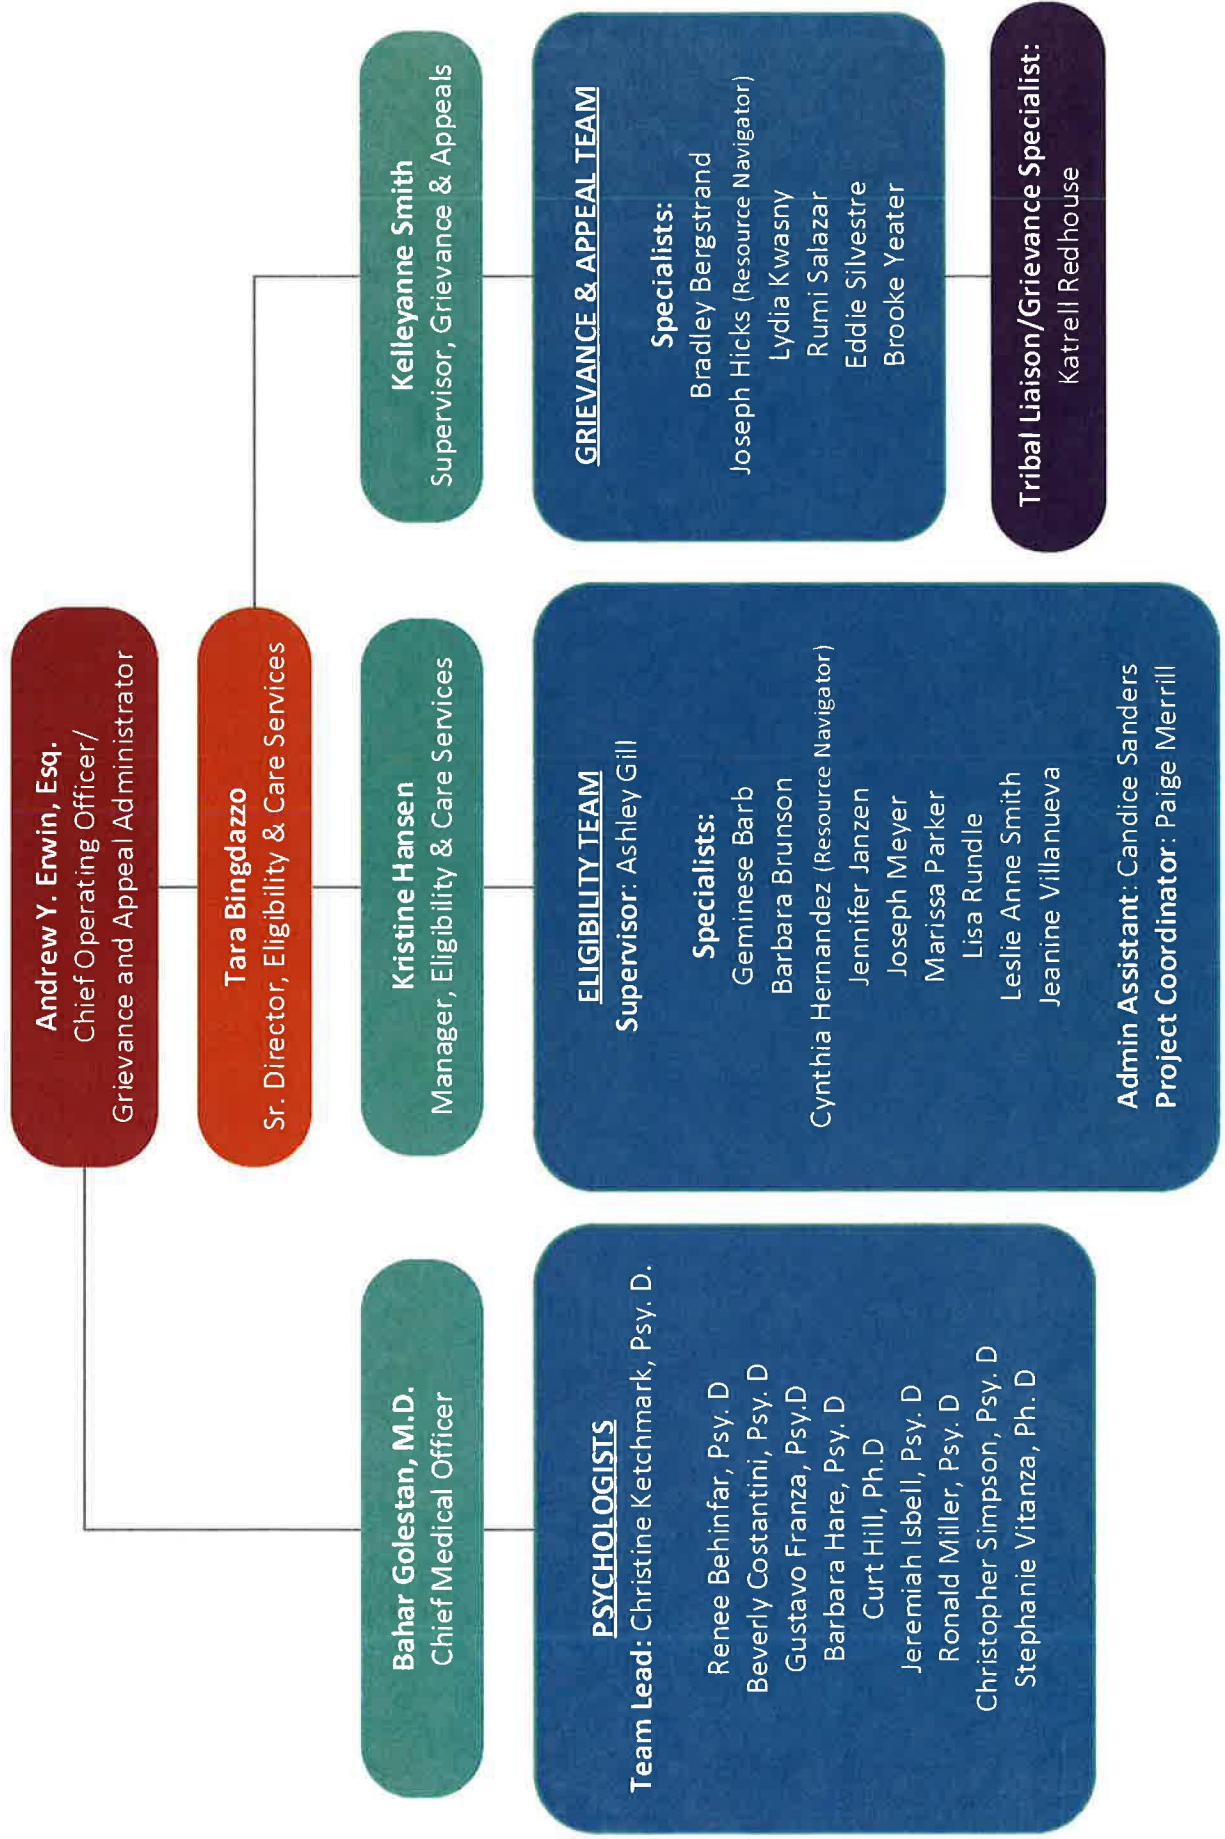 Andrew Y. Erwin, Esq.
Chief Operating Officer/
Grievance and Appeal Administrator
Tara Bingdazzo
Sr. Director, Eligibility & Care Services
Bahar Golestan, M.D.
Chief Medical Officer
Kristine Hansen
Manager, Eligibility & Care Services
Kelleyanne Smith
Supervisor, Grievance & Appeals
PSYCHOLOGISTS
Team Lead: Christine Ketchmark, Psy. D.
Renee Behinfar, Psy. D
Beverly Costantini, Psy. D
Gustavo Franza, Psy.D
Barbara Hare, Psy. D
Curt Hill, Ph.D
Jeremiah Isbell, Psy. D
Ronald Miller, Psy. D
Christopher Simpson, Psy. D
Stephanie Vitanza, Ph. D
ELIGIBILITY TEAM
Supervisor: Ashley Gill
Specialists:
Geminese Barb
Barbara Brunson
Cynthia Hernandez (Resource Navigator)
Jennifer Janzen
Joseph Meyer
Marissa Parker
Lisa Rundle
Leslie Anne Smith
Jeanine Villanueva
Admin Assistant: Candice Sanders
Project Coordinator: Paige Merrill
GRIEVANCE & APPEAL TEAM
Specialists:
Bradley Bergstrand
Joseph Hicks (Resource Navigator)
Lydia Kwasny
Rumi Salazar
Eddie Silvestre
Brooke Yeater
Tribal Liaison/Grievance Specialist:
Katrell Redhouse